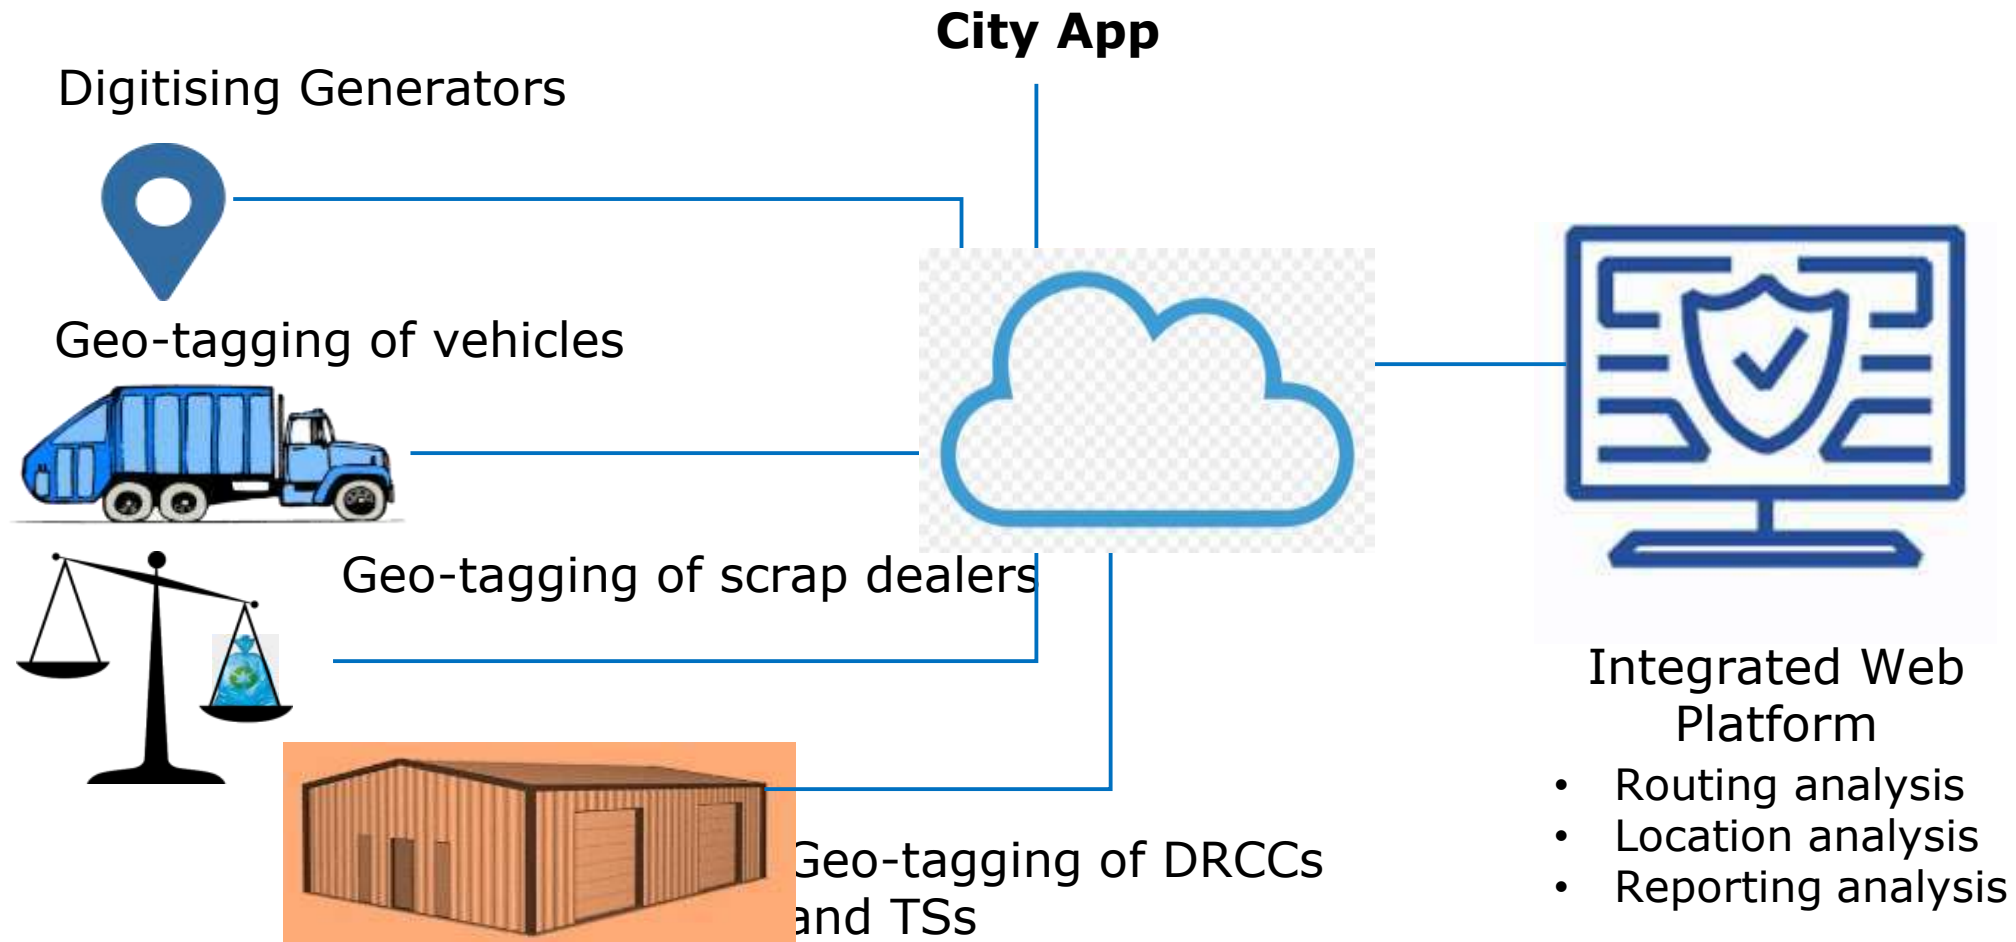 City App
Digitising Generators
Geo-tagging of vehicles
Geo-tagging of scrap dealers
Geo-tagging of DRCCs
and TSs
Integrated Web
Platform
• Routing analysis
• Location analysis
• Reporting analysis